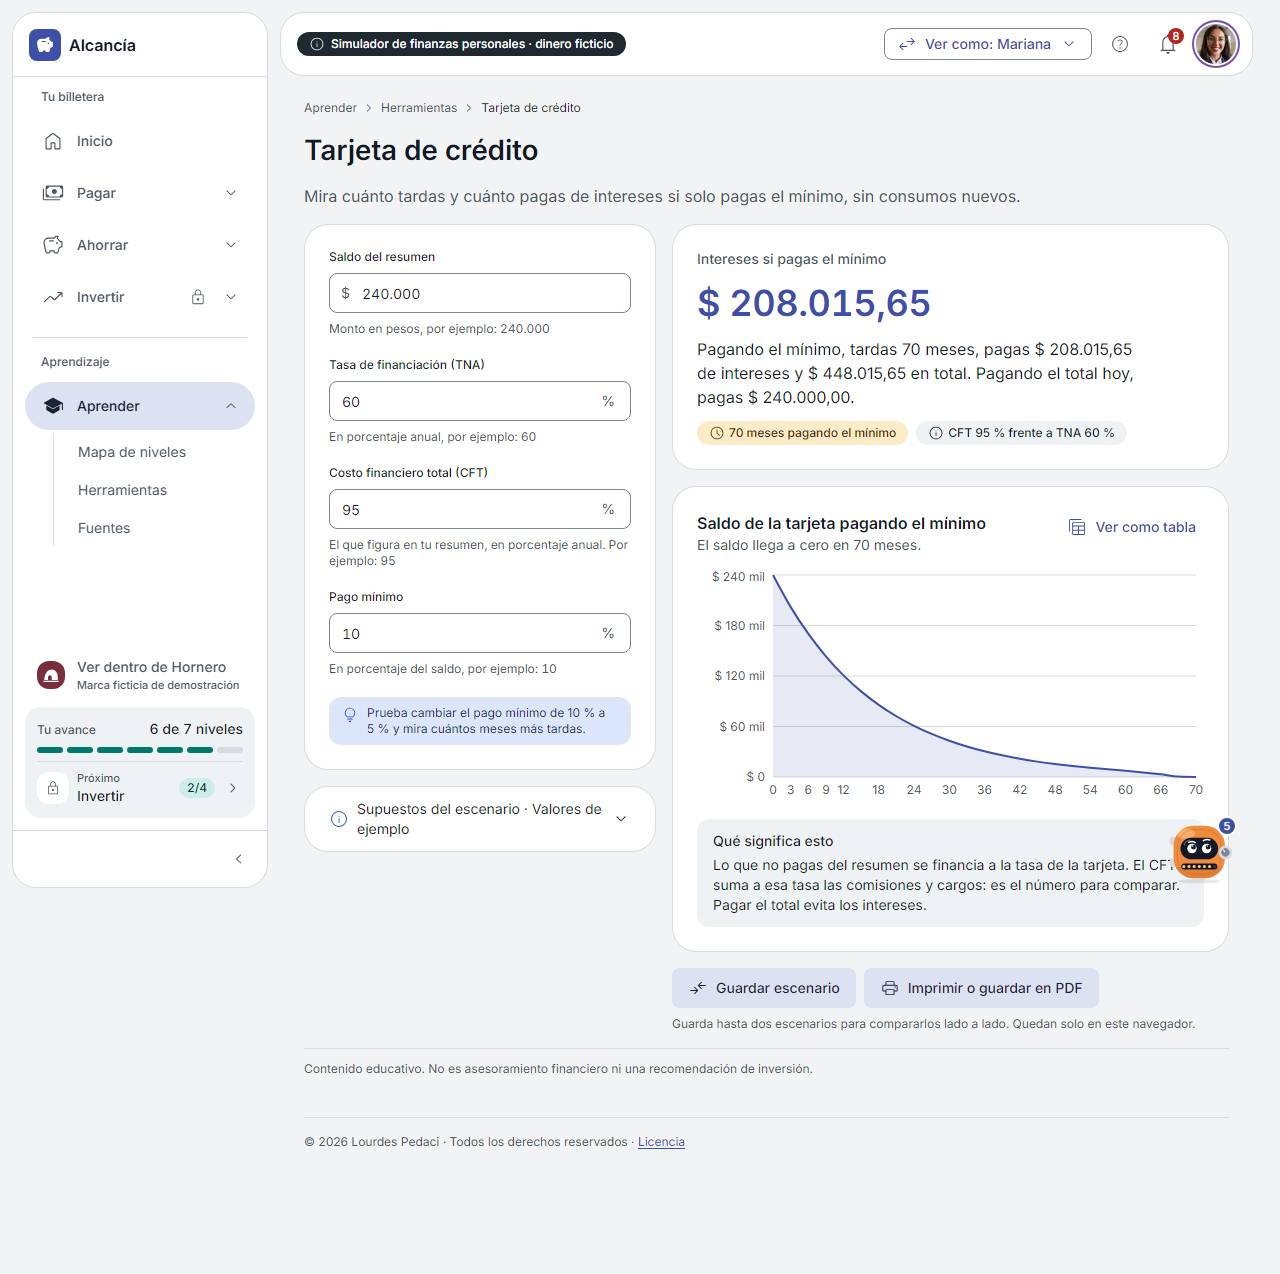 Alcancía
Tu billetera
Inicio
Pagar
Ahorrar
Invertir
Aprendizaje
Aprender
Mapa de niveles
Herramientas
Fuentes
Ver dentro de Hornero
Marca ficticia de demostración
Tu avance
6 de 7 niveles
Próximo
Invertir
2/4
Simulador de finanzas personales · dinero ficticio
Ver como: Mariana
8
Aprender
Herramientas
Tarjeta de crédito
Tarjeta de crédito
Mira cuánto tardas y cuánto pagas de intereses si solo pagas el mínimo, sin consumos nuevos.
Saldo del resumen
$ 240.000
Monto en pesos, por ejemplo: 240.000
Tasa de financiación (TNA)
60 %
En porcentaje anual, por ejemplo: 60
Costo financiero total (CFT)
95 %
El que figura en tu resumen, en porcentaje anual. Por
ejemplo: 95
Pago mínimo
10 %
En porcentaje del saldo, por ejemplo: 10
Prueba cambiar el pago mínimo de 10 % a
5 % y mira cuántos meses más tardas.
Supuestos del escenario · Valores de
ejemplo
Intereses si pagas el mínimo
$ 208.015,65
Pagando el mínimo, tardas 70 meses, pagas $ 208.015,65
de intereses y $ 448.015,65 en total. Pagando el total hoy,
pagas $ 240.000,00.
70 meses pagando el mínimo
CFT 95 % frente a TNA 60 %
Saldo de la tarjeta pagando el mínimo
Ver como tabla
El saldo llega a cero en 70 meses.
$ 240 mil
$ 180 mil
$ 120 mil
$ 60 mil
$ 0
0 3 6 9 12 18 24 30 36 42 48 54 60 66 70
Qué significa esto
5
Lo que no pagas del resumen se financia a la tasa de la tarjeta. El CFT
suma a esa tasa las comisiones y cargos: es el número para comparar.
Pagar el total evita los intereses.
Guardar escenario
Imprimir o guardar en PDF
Guarda hasta dos escenarios para compararlos lado a lado. Quedan solo en este navegador.
Contenido educativo. No es asesoramiento financiero ni una recomendación de inversión.
© 2026 Lourdes Pedaci · Todos los derechos reservados · Licencia